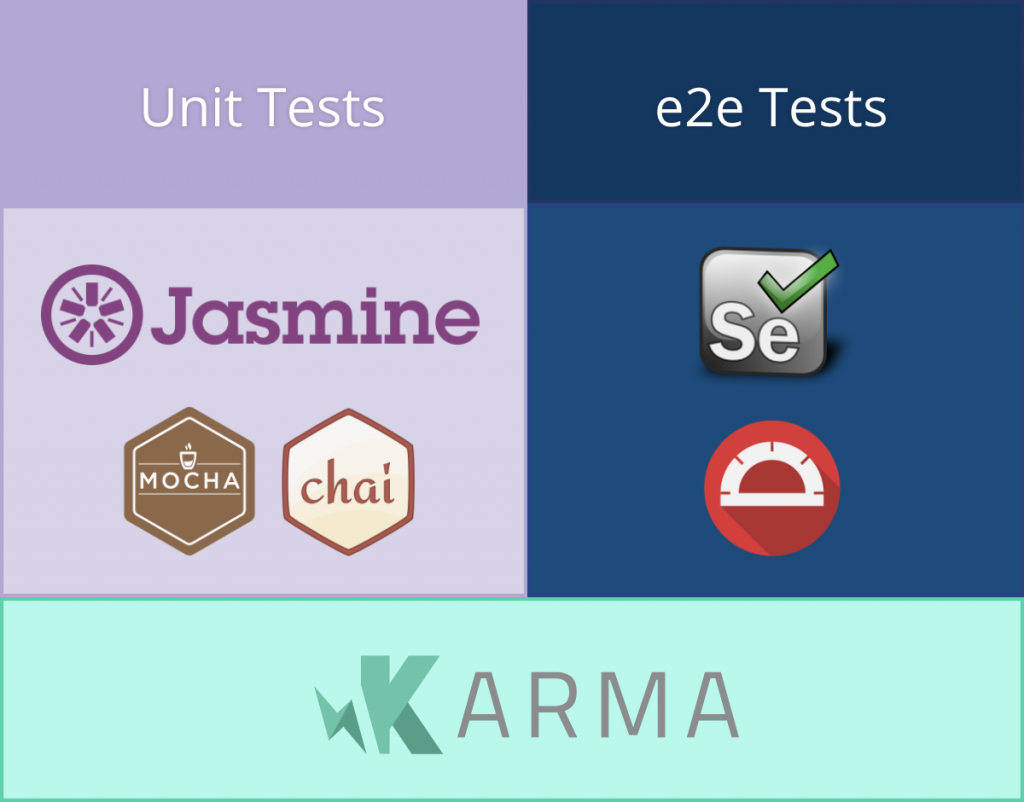 Unit Tests
e2e Tests
Jasmine
Se
MOCHA
chai
KARMA